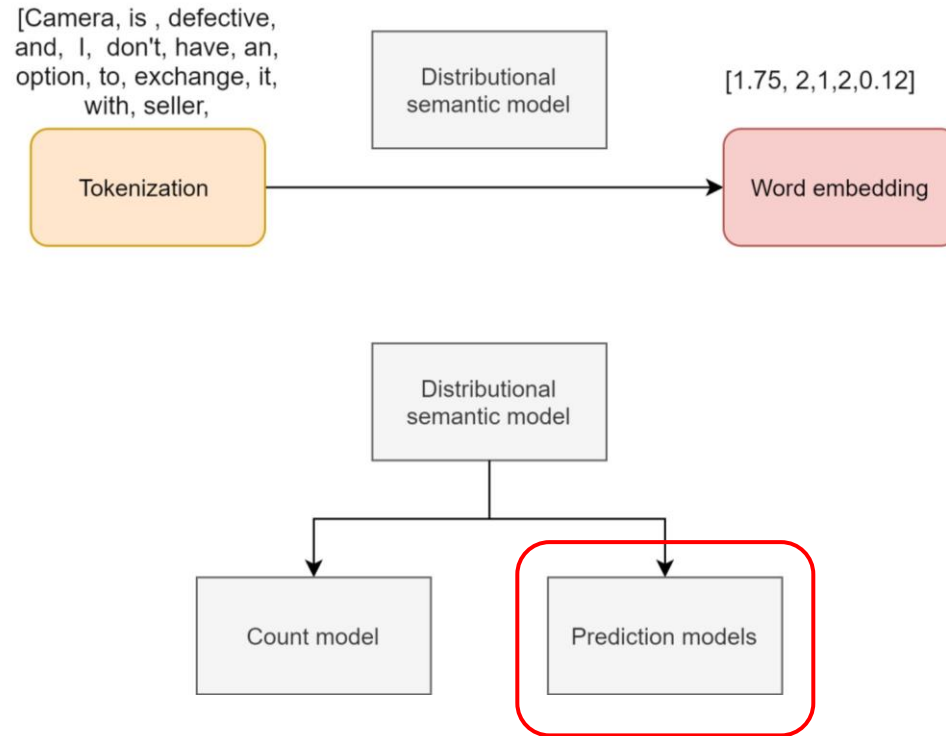 [Camera, is , defective,
and, I, don't, have, an,
option, to, exchange, it,
with, seller,
Distributional
semantic model
[1.75, 2,1,2,0.12]
Tokenization
Word embedding
Distributional
semantic model
Count model
Prediction models